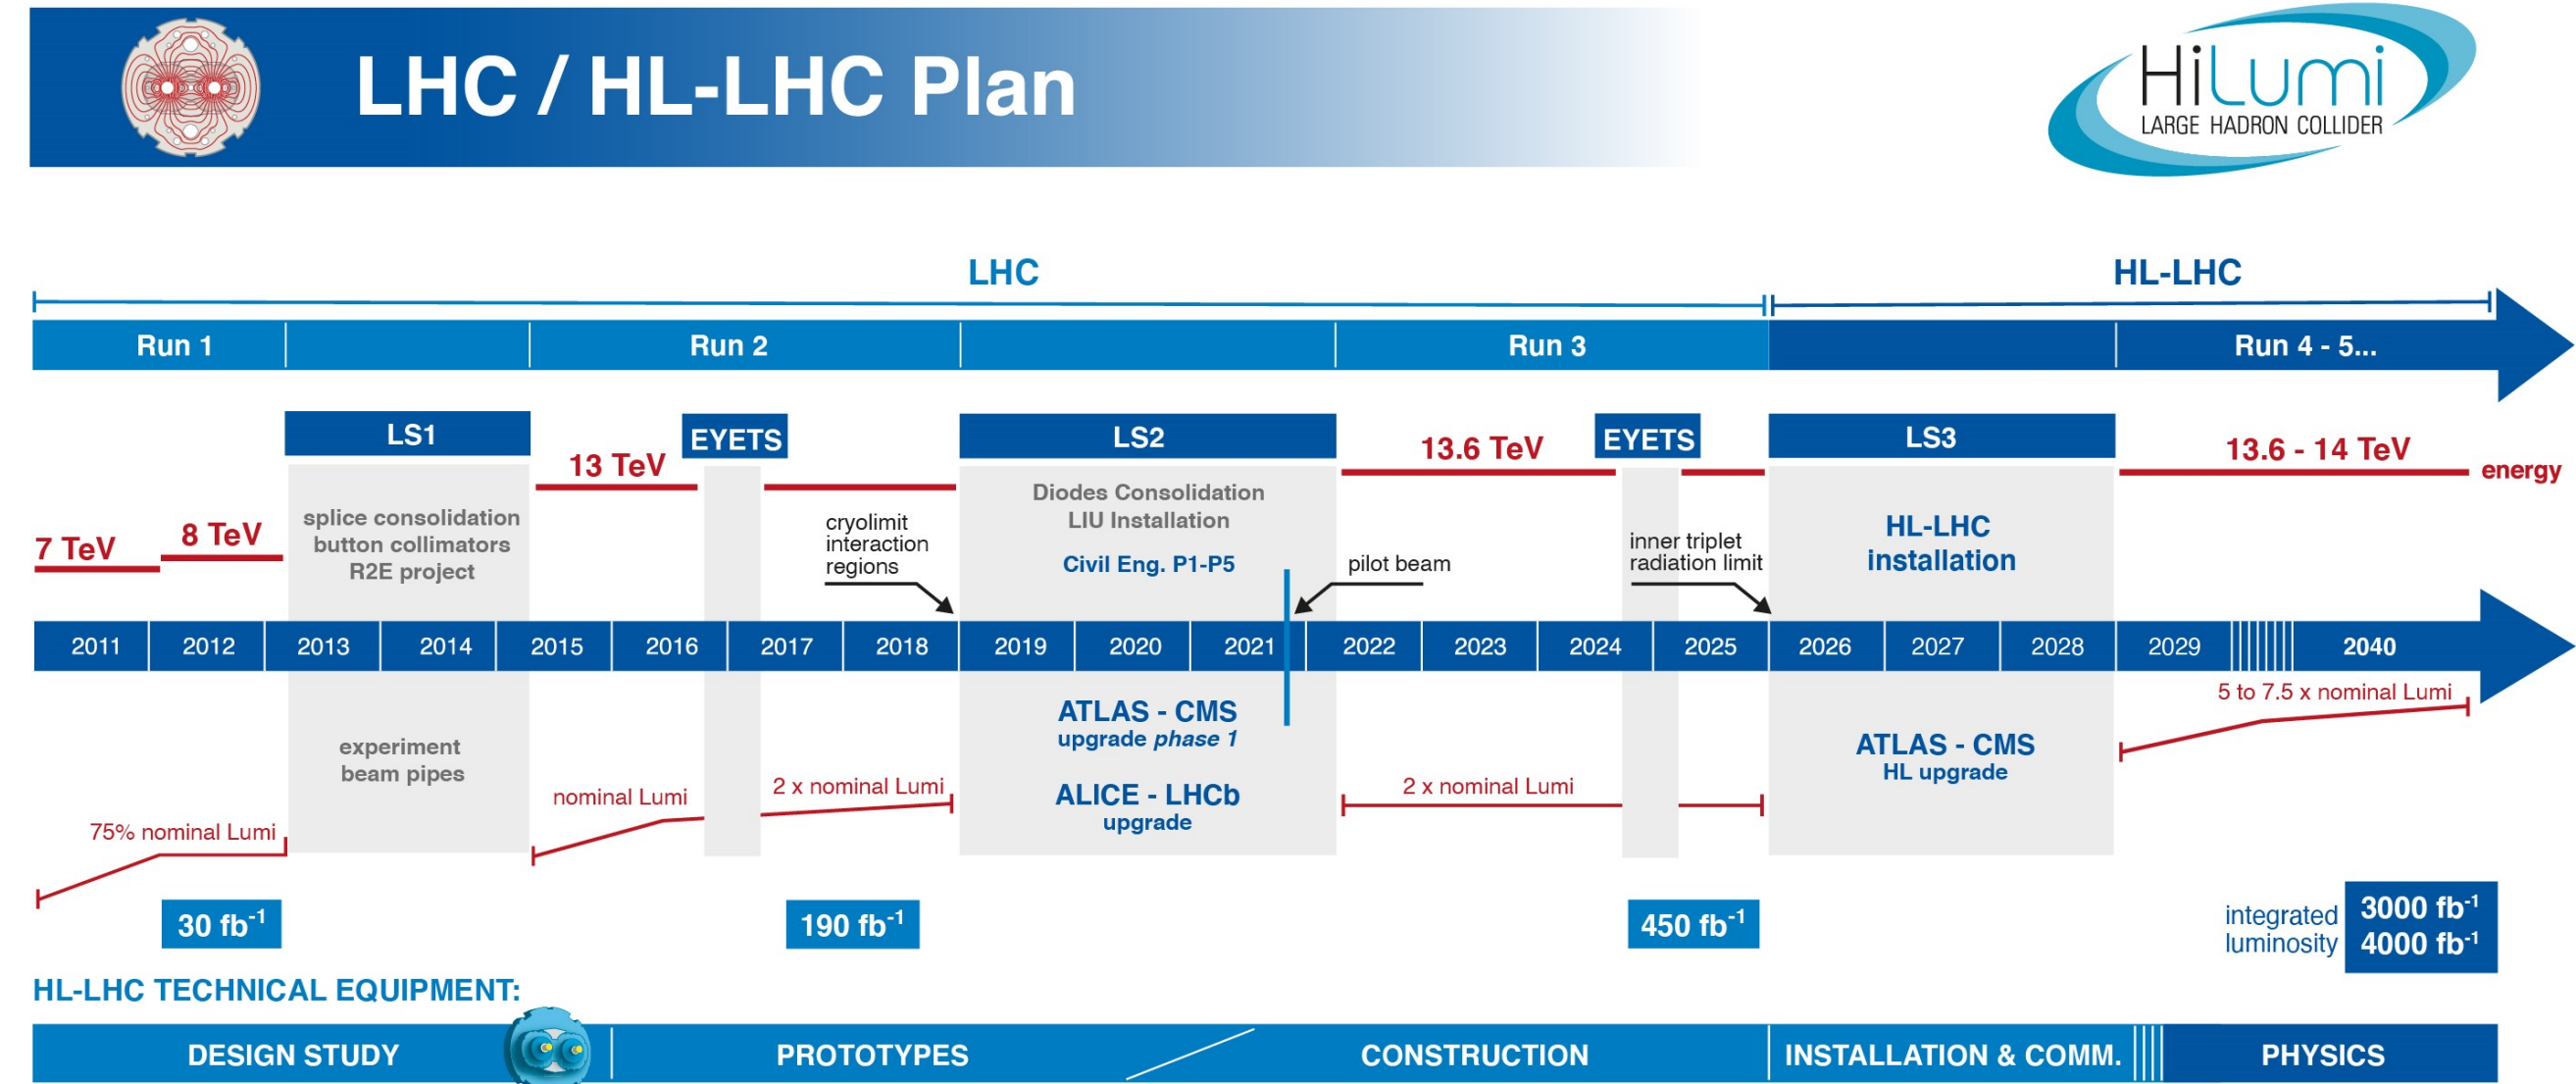 LHC / HL-LHC Plan
HiLumi
LARGE HADRON COLLIDER
LHC
HL-LHC
Run 1
Run 2
Run 3
Run 4 - 5...
LS1
EYETS
LS2
EYETS
LS3
7 TeV
8 TeV
13 TeV
13.6 TeV
13.6 - 14 TeV
energy
splice consolidation
button collimators
R2E project
cryolimit
interaction
regions
Diodes Consolidation
LIU Installation
Civil Eng. P1-P5
pilot beam
inner triplet
radiation limit
HL-LHC
installation
2011
2012
2013
2014
2015
2016
2017
2018
2019
2020
2021
2022
2023
2024
2025
2026
2027
2028
2029
2040
experiment
beam pipes
ATLAS - CMS
upgrade phase 1
ALICE - LHCb
upgrade
ATLAS - CMS
HL upgrade
75% nominal Lumi
nominal Lumi
2 x nominal Lumi
2 x nominal Lumi
5 to 7.5 x nominal Lumi
30 fb⁻¹
190 fb⁻¹
450 fb⁻¹
integrated
luminosity
3000 fb⁻¹
4000 fb⁻¹
HL-LHC TECHNICAL EQUIPMENT:
DESIGN STUDY
PROTOTYPES
CONSTRUCTION
INSTALLATION & COMM.
PHYSICS